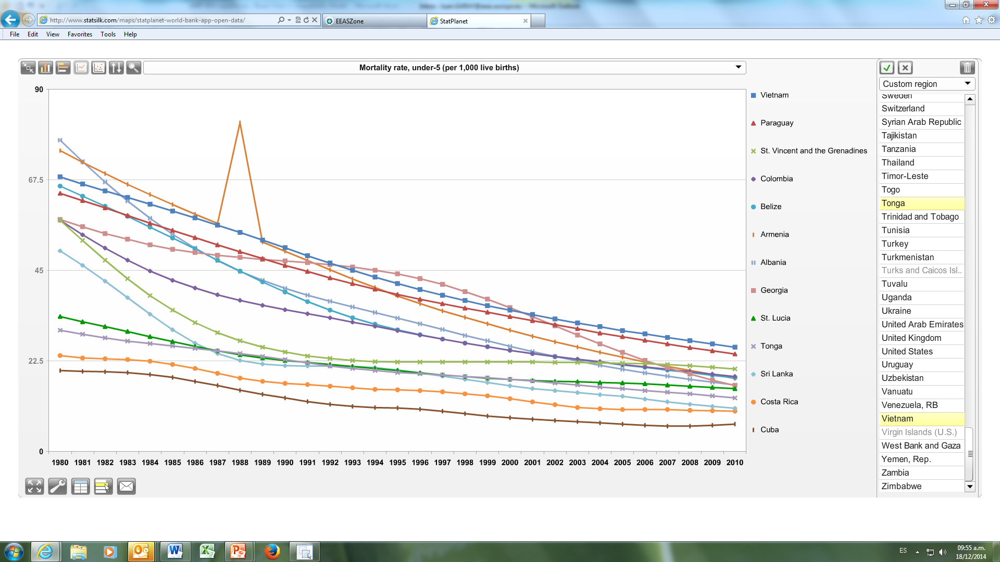 http://www.statsilk.com/maps/statplanet-world-bank-app-open-data/
EEASZone
StatPlanet
File Edit View Favorites Tools Help
Mortality rate, under-5 (per 1,000 live births)
Custom region
90
67.5
45
22.5
0
1980 1981 1982 1983 1984 1985 1986 1987 1988 1989 1990 1991 1992 1993 1994 1995 1996 1997 1998 1999 2000 2001 2002 2003 2004 2005 2006 2007 2008 2009 2010
Vietnam
Paraguay
St. Vincent and the Grenadines
Colombia
Belize
Armenia
Albania
Georgia
St. Lucia
Tonga
Sri Lanka
Costa Rica
Cuba
Sweden
Switzerland
Syrian Arab Republic
Tajikistan
Tanzania
Thailand
Timor-Leste
Togo
Tonga
Trinidad and Tobago
Tunisia
Turkey
Turkmenistan
Turks and Caicos Isl..
Tuvalu
Uganda
Ukraine
United Arab Emirates
United Kingdom
United States
Uruguay
Uzbekistan
Vanuatu
Venezuela, RB
Vietnam
Virgin Islands (U.S.)
West Bank and Gaza
Yemen, Rep.
Zambia
Zimbabwe
ES
09:55 a.m.
18/12/2014